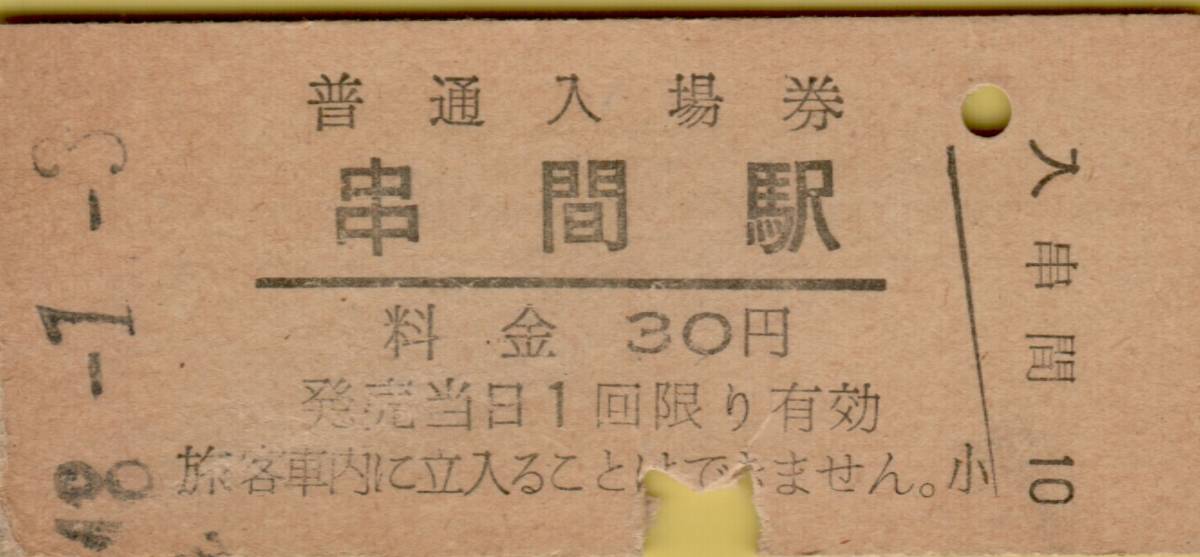 普通入場券
串間駅
料金 30円
発売当日1回限り有効
旅客車内に立入ることはできません。
小
入 串間 10
48-1-3